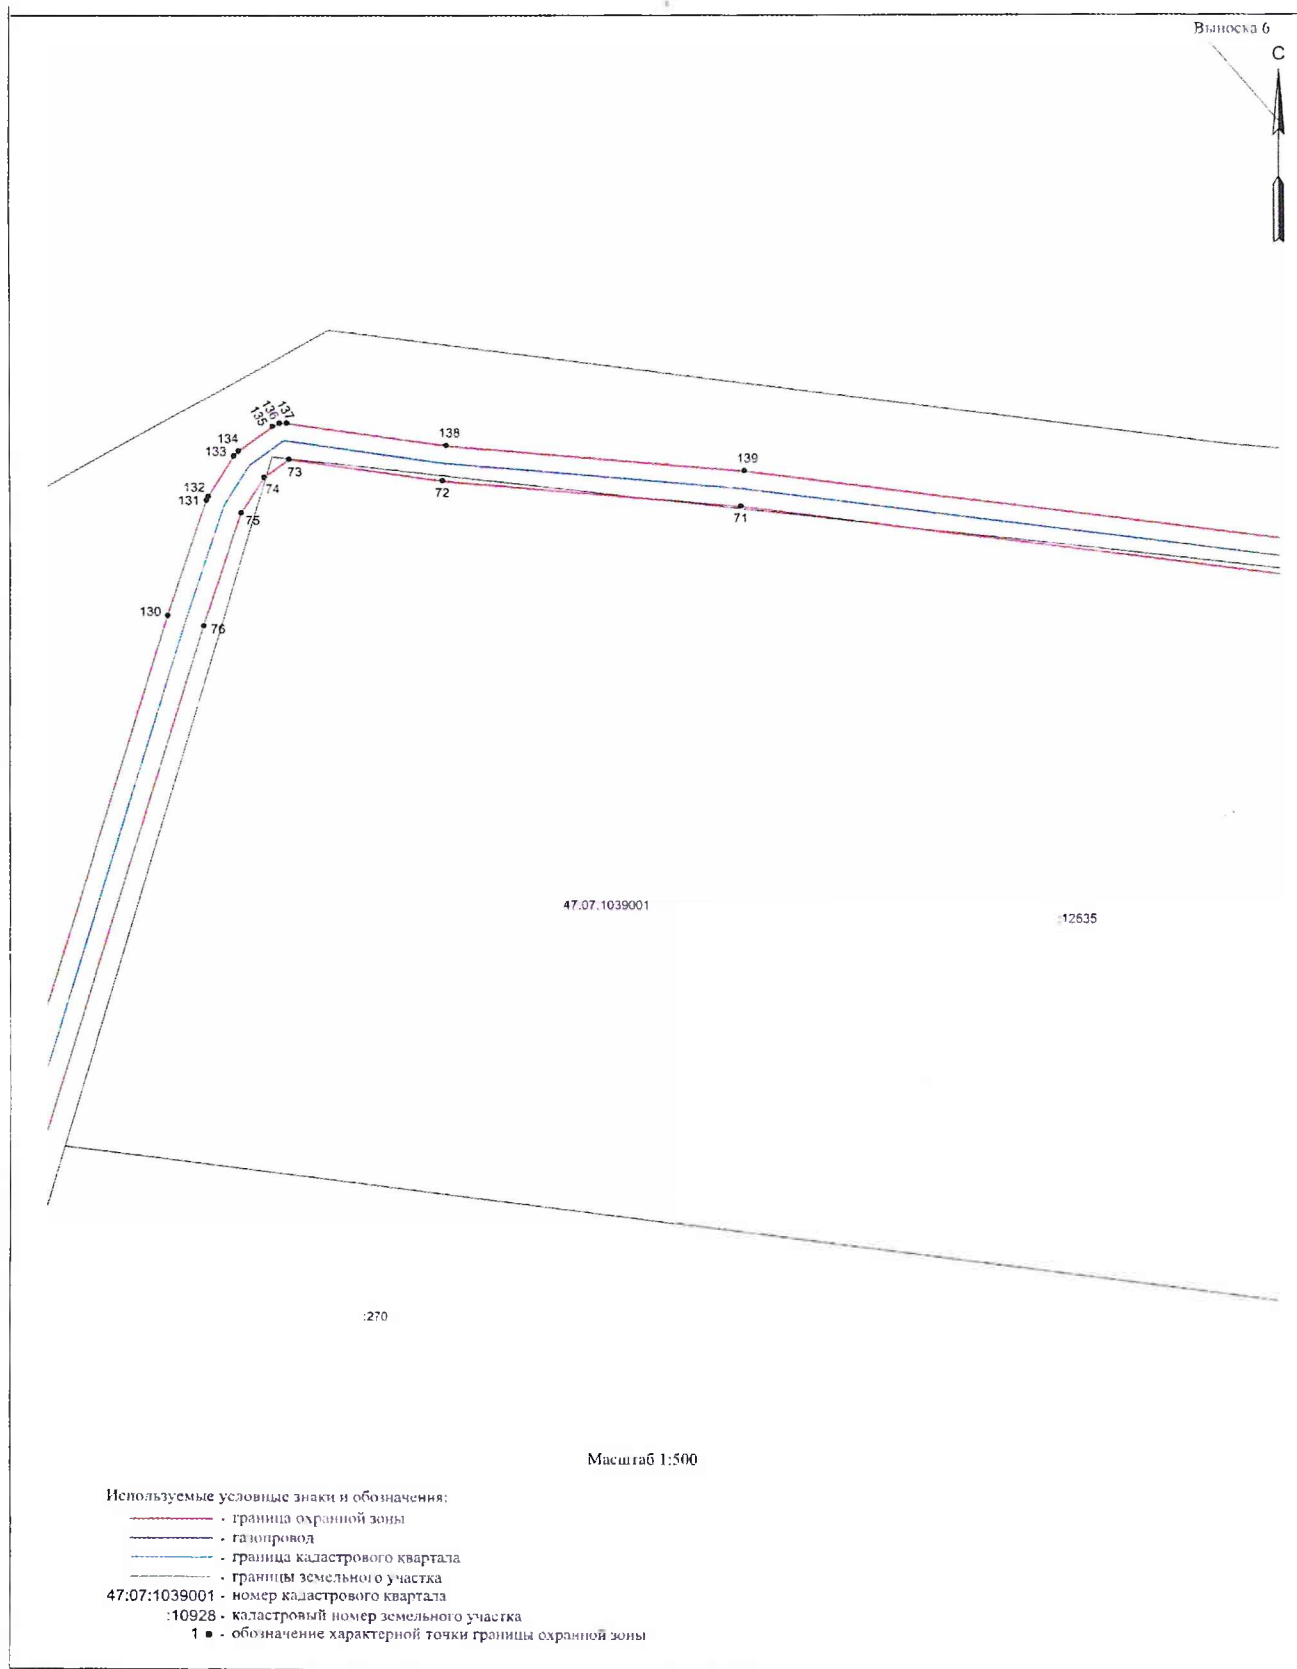 Выноска 6
С
137
136
135
138
134
133
139
73
74
72
132
131
75
71
130
76
47:07:1039001
:12635
:270
Масштаб 1:500
Используемые условные знаки и обозначения:
- граница охранной зоны
- газопровод
- граница кадастрового квартала
- границы земельного участка
47:07:1039001 - номер кадастрового квартала
:10928 - кадастровый номер земельного участка
1 ● - обозначение характерной точки границы охранной зоны